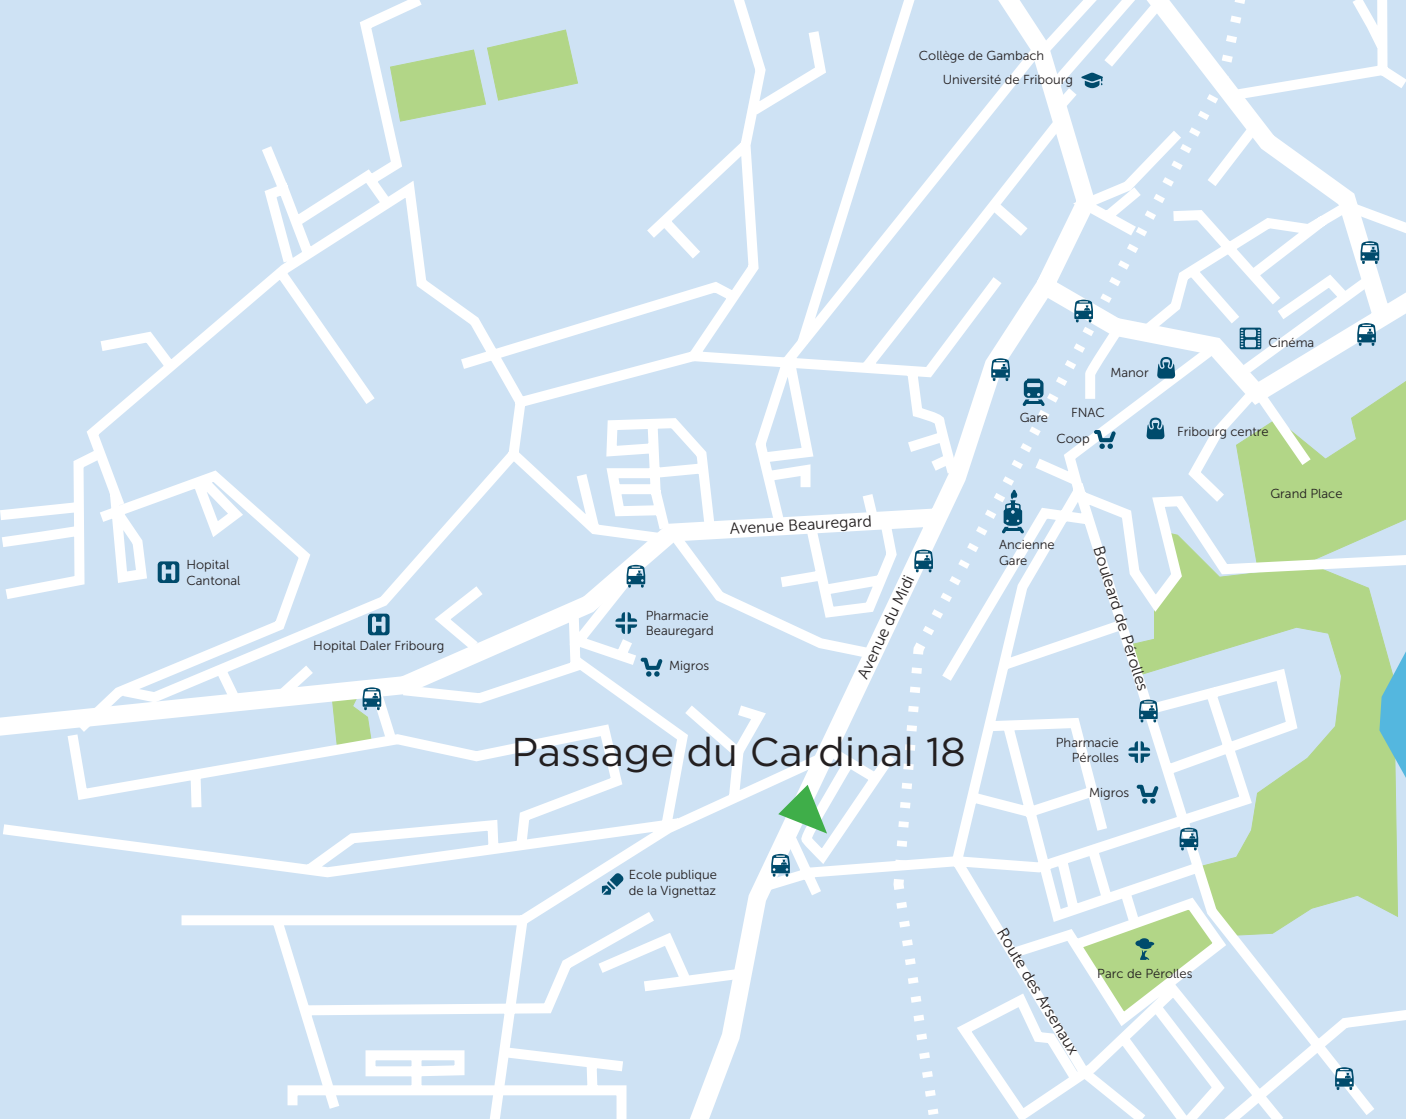 Collège de Gambach
Université de Fribourg
Cinéma
Manor
Gare
FNAC
Coop
Fribourg centre
Grand Place
Avenue Beauregard
Ancienne
Gare
Hopital
Cantonal
Avenue du Midi
Bouleard de Pérolles
Pharmacie
Beauregard
Hopital Daler Fribourg
Migros
Passage du Cardinal 18
Pharmacie
Pérolles
Migros
Ecole publique
de la Vignettaz
Route des Arsenaux
Parc de Pérolles